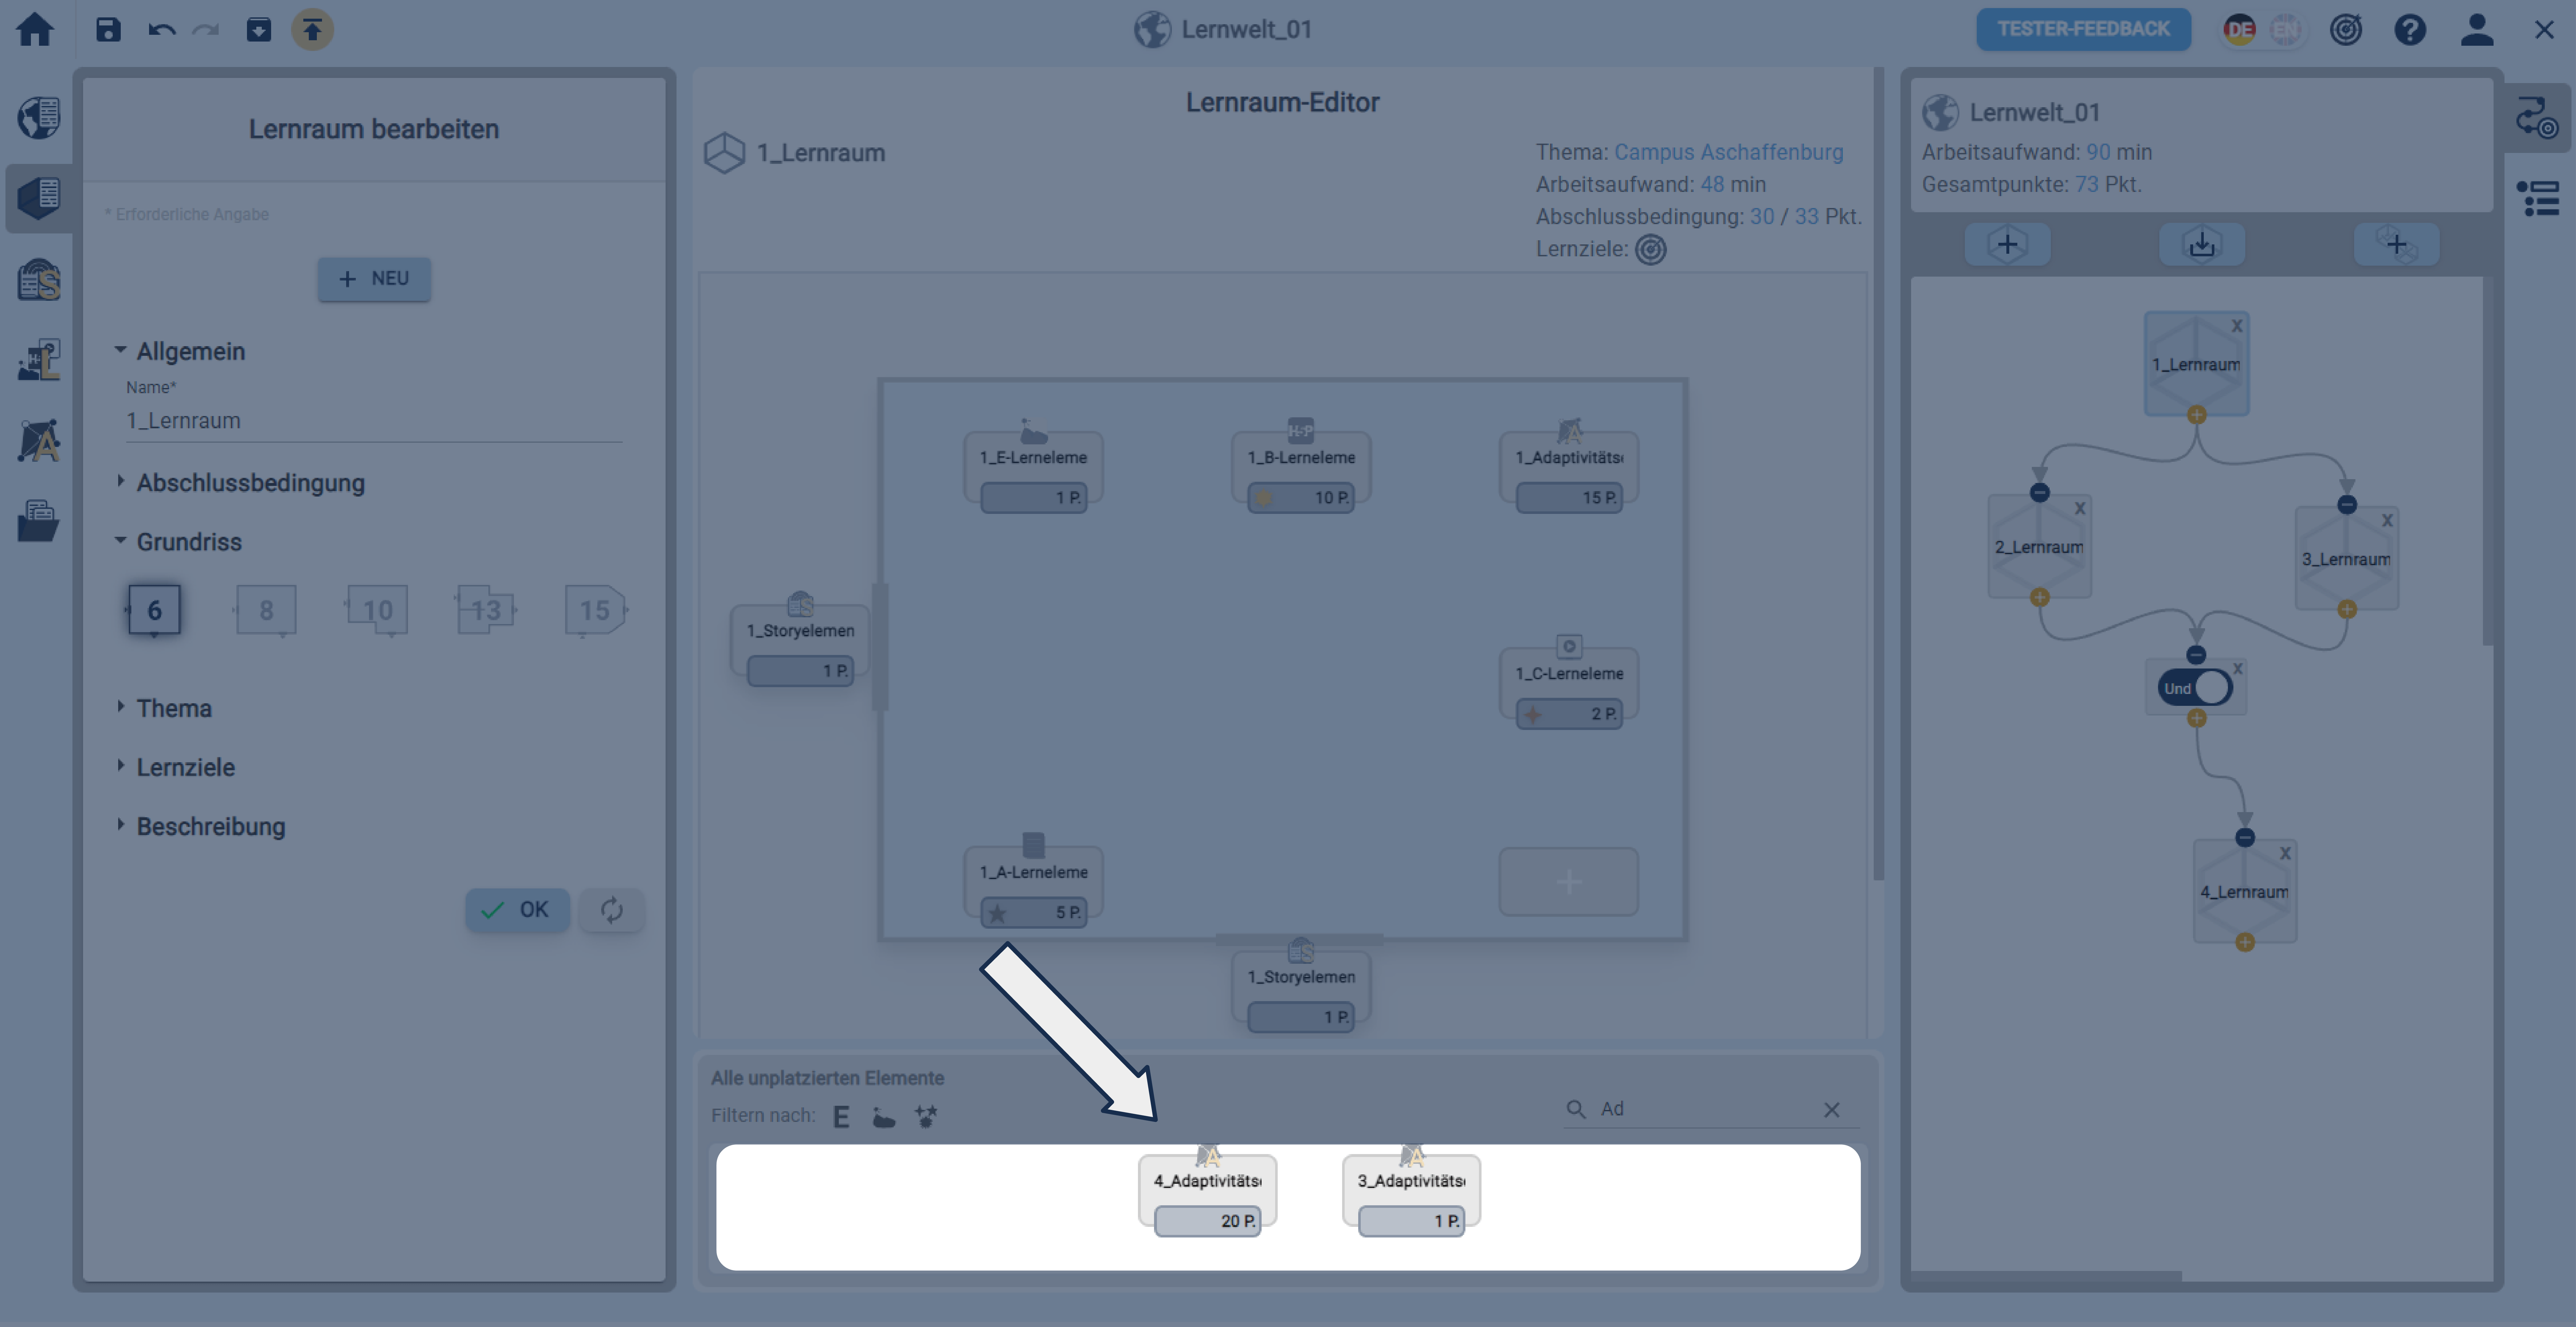 Lernwelt_01
TESTER-FEEDBACK
DE
EN
Lernraum bearbeiten
* Erforderliche Angabe
+ NEU
Allgemein
Name*
1_Lernraum
Abschlussbedingung
Grundriss
6
8
10
13
15
Thema
Lernziele
Beschreibung
OK
Lernraum-Editor
1_Lernraum
Thema: Campus Aschaffenburg
Arbeitsaufwand: 48 min
Abschlussbedingung: 30 / 33 Pkt.
Lernziele:
1_E-Lerneleme
1 P.
H-P
1_B-Lerneleme
10 P.
1_Adaptivitäts
15 P.
1_Storyelemen
1 P.
1_C-Lerneleme
2 P.
1_A-Lerneleme
5 P.
1_Storyelemen
1 P.
Alle unplatzierten Elemente
Filtern nach: E
Ad
4_Adaptivitäts
20 P.
3_Adaptivitäts
1 P.
Lernwelt_01
Arbeitsaufwand: 90 min
Gesamtpunkte: 73 Pkt.
1_Lernraum
X
2_Lernraum
X
3_Lernraum
X
Und
X
4_Lernraum
X